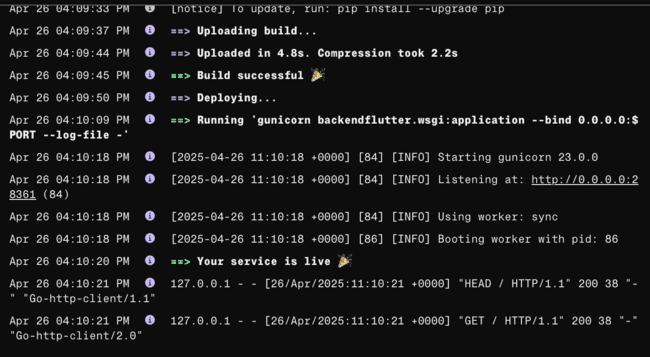 Apr 26 04:09:33 PM [notice] To update, run: pip install --upgrade pip
Apr 26 04:09:37 PM ==> Uploading build...
Apr 26 04:09:44 PM ==> Uploaded in 4.8s. Compression took 2.2s
Apr 26 04:09:45 PM ==> Build successful 🎉
Apr 26 04:09:50 PM ==> Deploying...
Apr 26 04:10:09 PM ==> Running 'gunicorn backendflutter.wsgi:application --bind 0.0.0.0:$
PORT --log-file -'
Apr 26 04:10:18 PM [2025-04-26 11:10:18 +0000] [84] [INFO] Starting gunicorn 23.0.0
Apr 26 04:10:18 PM [2025-04-26 11:10:18 +0000] [84] [INFO] Listening at: http://0.0.0.0:2
8361 (84)
Apr 26 04:10:18 PM [2025-04-26 11:10:18 +0000] [84] [INFO] Using worker: sync
Apr 26 04:10:18 PM [2025-04-26 11:10:18 +0000] [86] [INFO] Booting worker with pid: 86
Apr 26 04:10:20 PM ==> Your service is live 🎉
Apr 26 04:10:21 PM 127.0.0.1 - - [26/Apr/2025:11:10:21 +0000] "HEAD / HTTP/1.1" 200 38 "-
" "Go-http-client/1.1"
Apr 26 04:10:21 PM 127.0.0.1 - - [26/Apr/2025:11:10:21 +0000] "GET / HTTP/1.1" 200 38 "-"
"Go-http-client/2.0"